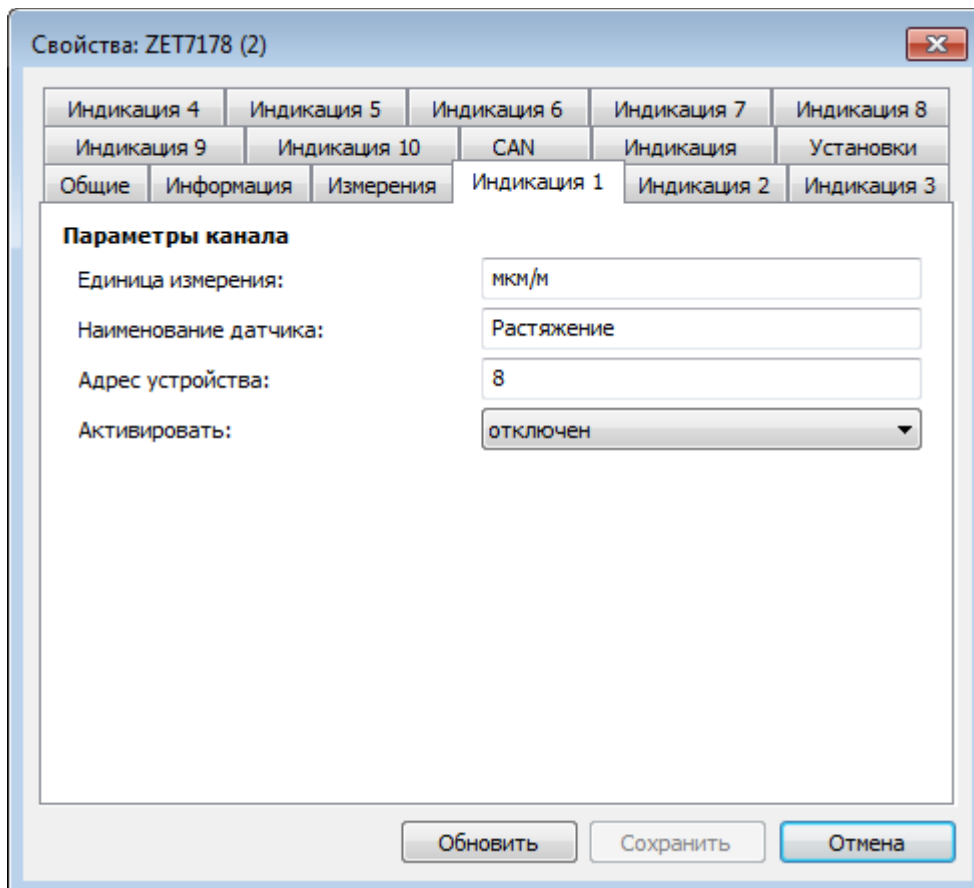 Свойства: ZET7178 (2)
Индикация 4 Индикация 5 Индикация 6 Индикация 7 Индикация 8
Индикация 9 Индикация 10 CAN Индикация Установки
Общие Информация Измерения Индикация 1 Индикация 2 Индикация 3
Параметры канала
Единица измерения: мкм/м
Наименование датчика: Растяжение
Адрес устройства: 8
Активировать: отключен
Обновить Сохранить Отмена